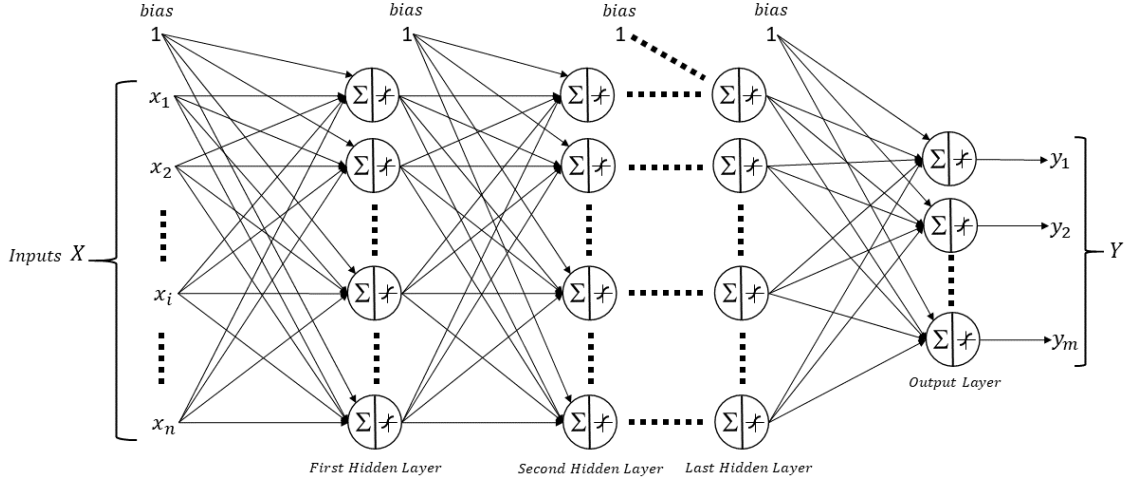 bias bias bias bias
1 1 1 1
x₁ Σ Σ Σ
x₂ Σ Σ Σ Σ y₁
Σ y₂
Inputs X Y
xᵢ Σ Σ Σ
Σ yₘ
Output Layer
xₙ Σ Σ Σ
First Hidden Layer Second Hidden Layer Last Hidden Layer